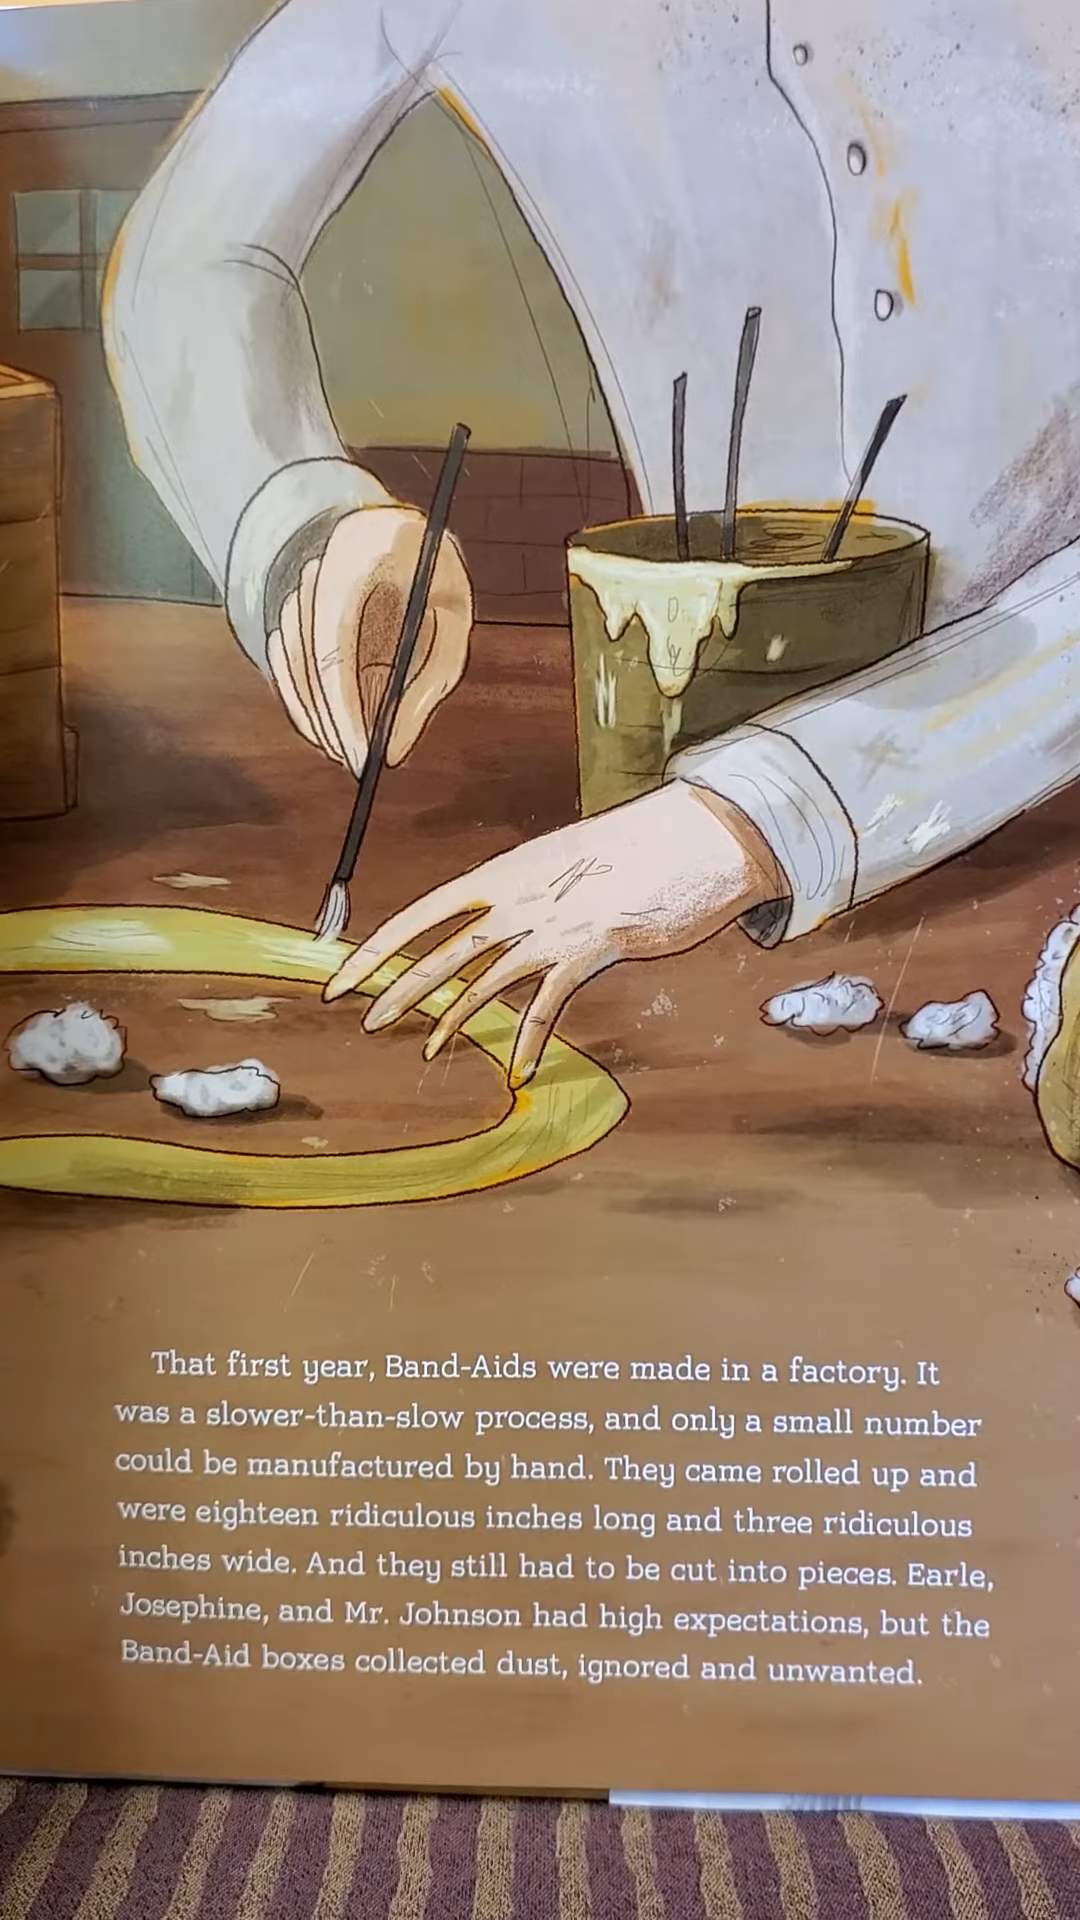 That first year, Band-Aids were made in a factory. It
was a slower-than-slow process, and only a small number
could be manufactured by hand. They came rolled up and
were eighteen ridiculous inches long and three ridiculous
inches wide. And they still had to be cut into pieces. Earle,
Josephine, and Mr. Johnson had high expectations, but the
Band-Aid boxes collected dust, ignored and unwanted.